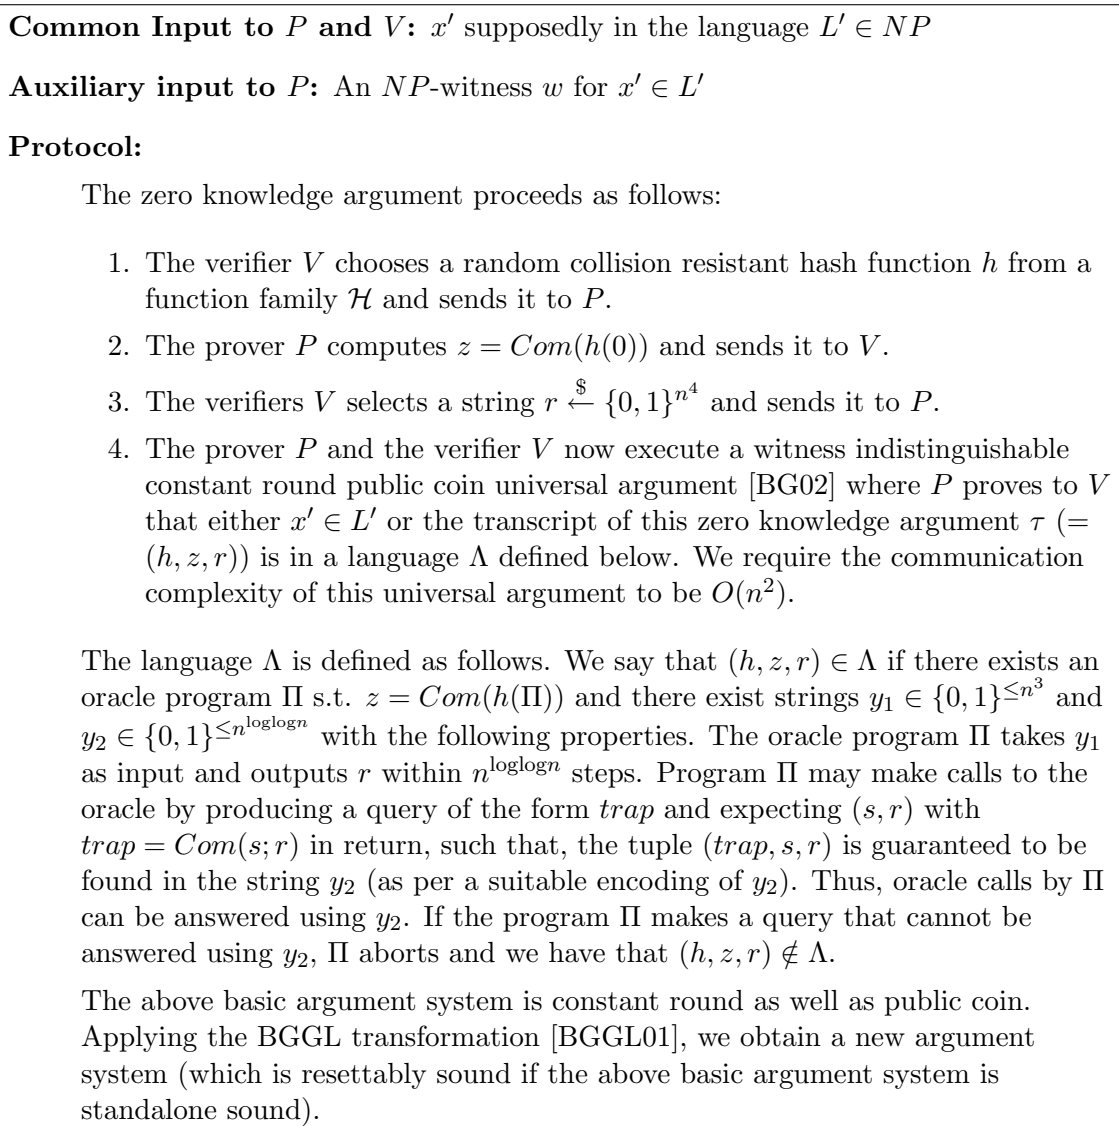 Common Input to P and V: x′ supposedly in the language L′ ∈ NP
Auxiliary input to P: An NP-witness w for x′ ∈ L′
Protocol:
The zero knowledge argument proceeds as follows:
1. The verifier V chooses a random collision resistant hash function h from a
function family ℋ and sends it to P.
2. The prover P computes z = Com(h(0)) and sends it to V.
3. The verifiers V selects a string r ←$ {0, 1}^{n^4} and sends it to P.
4. The prover P and the verifier V now execute a witness indistinguishable
constant round public coin universal argument [BG02] where P proves to V
that either x′ ∈ L′ or the transcript of this zero knowledge argument τ (=
(h, z, r)) is in a language Λ defined below. We require the communication
complexity of this universal argument to be O(n^2).
The language Λ is defined as follows. We say that (h, z, r) ∈ Λ if there exists an
oracle program Π s.t. z = Com(h(Π)) and there exist strings y_1 ∈ {0, 1}^{≤n^3} and
y_2 ∈ {0, 1}^{≤n^{loglogn}} with the following properties. The oracle program Π takes y_1
as input and outputs r within n^{loglogn} steps. Program Π may make calls to the
oracle by producing a query of the form trap and expecting (s, r) with
trap = Com(s; r) in return, such that, the tuple (trap, s, r) is guaranteed to be
found in the string y_2 (as per a suitable encoding of y_2). Thus, oracle calls by Π
can be answered using y_2. If the program Π makes a query that cannot be
answered using y_2, Π aborts and we have that (h, z, r) ∉ Λ.
The above basic argument system is constant round as well as public coin.
Applying the BGGL transformation [BGGL01], we obtain a new argument
system (which is resettably sound if the above basic argument system is
standalone sound).